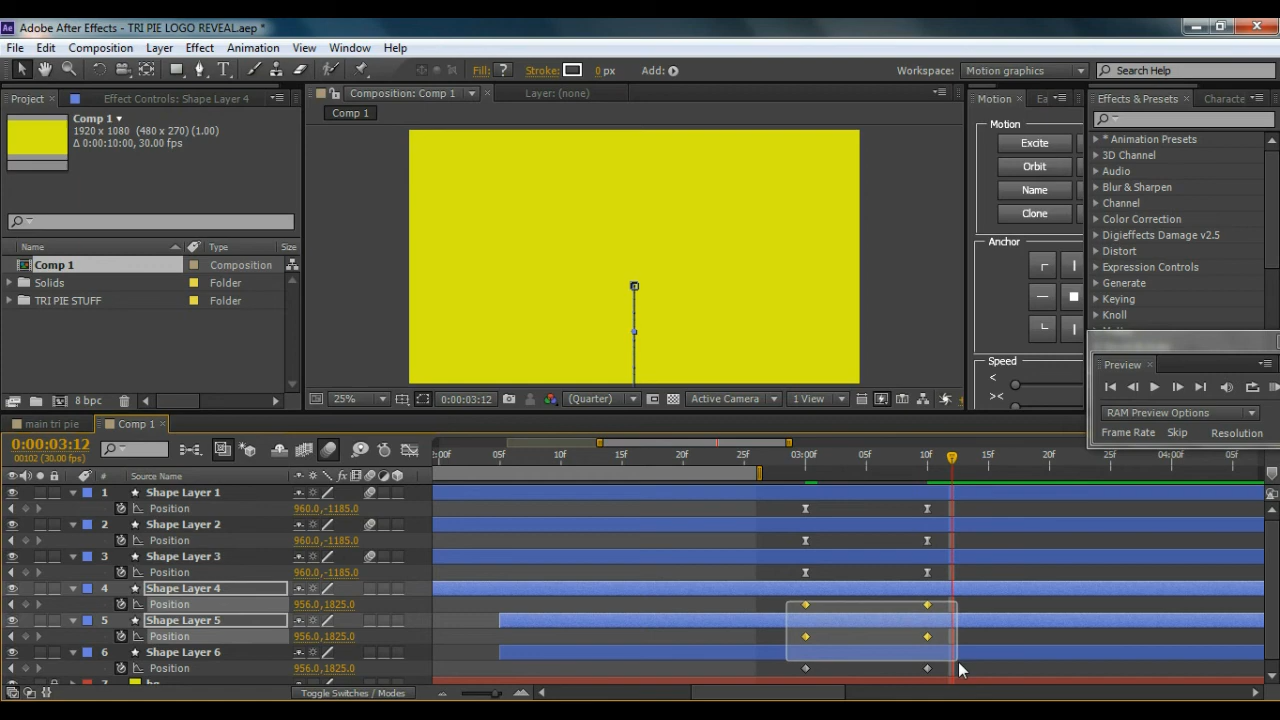 Adobe After Effects - TRI PIE LOGO REVEAL.aep *
File Edit Composition Layer Effect Animation View Window Help
Fill: ? Stroke: 0 px Add: Workspace: Motion graphics Search Help
Project Effect Controls: Shape Layer 4 Composition: Comp 1 Layer: (none) Motion Ea Effects & Presets Characte
Comp 1
1920 x 1080 (480 x 270) (1.00)
Δ 0:00:10:00, 30.00 fps
Comp 1
Motion
Excite
Orbit
Name
Clone
Anchor
Speed
<
><
* Animation Presets
3D Channel
Audio
Blur & Sharpen
Channel
Color Correction
Digieffects Damage v2.5
Distort
Expression Controls
Generate
Keying
Knoll
Name Type Size
Comp 1 Composition
Solids Folder
TRI PIE STUFF Folder
8 bpc
25% 0:00:03:12 (Quarter) Active Camera 1 View
Preview
RAM Preview Options
Frame Rate Skip Resolution
main tri pie Comp 1
0:00:03:12
00102 (30.00 fps)
:00f 05f 10f 15f 20f 25f 03:00f 05f 10f 15f 20f 25f 04:00f 05f
# Source Name fx
1 Shape Layer 1
Position 960.0,-1185.0
2 Shape Layer 2
Position 960.0,-1185.0
3 Shape Layer 3
Position 960.0,-1185.0
4 Shape Layer 4
Position 956.0,1825.0
5 Shape Layer 5
Position 956.0,1825.0
6 Shape Layer 6
Position 956.0,1825.0
Toggle Switches / Modes